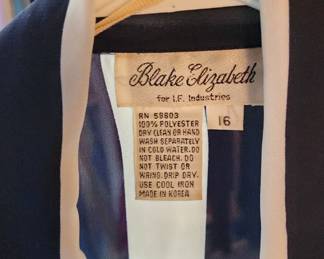 Blake Elizabeth
for I.F. Industries
16
RN 59603
100% POLYESTER
DRY CLEAN OR HAND
WASH SEPARATELY
IN COLD WATER. DO
NOT BLEACH. DO
NOT TWIST OR
WRING. DRIP DRY.
USE COOL IRON
MADE IN KOREA